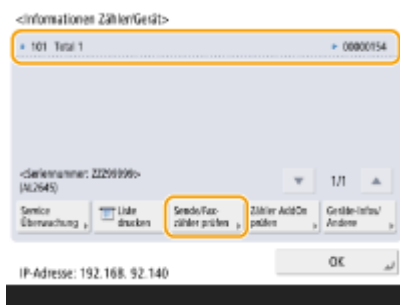 <Informationen Zähler/Gerät>
101 Total 1 00000154
<Seriennummer: ZZZ99999>
(AL2645)
1/1
Service Überwachung
Liste drucken
Sende/Fax-zähler prüfen
Zähler AddOn prüfen
Geräte-Infos/ Andere
IP-Adresse: 192.168. 92.140
OK